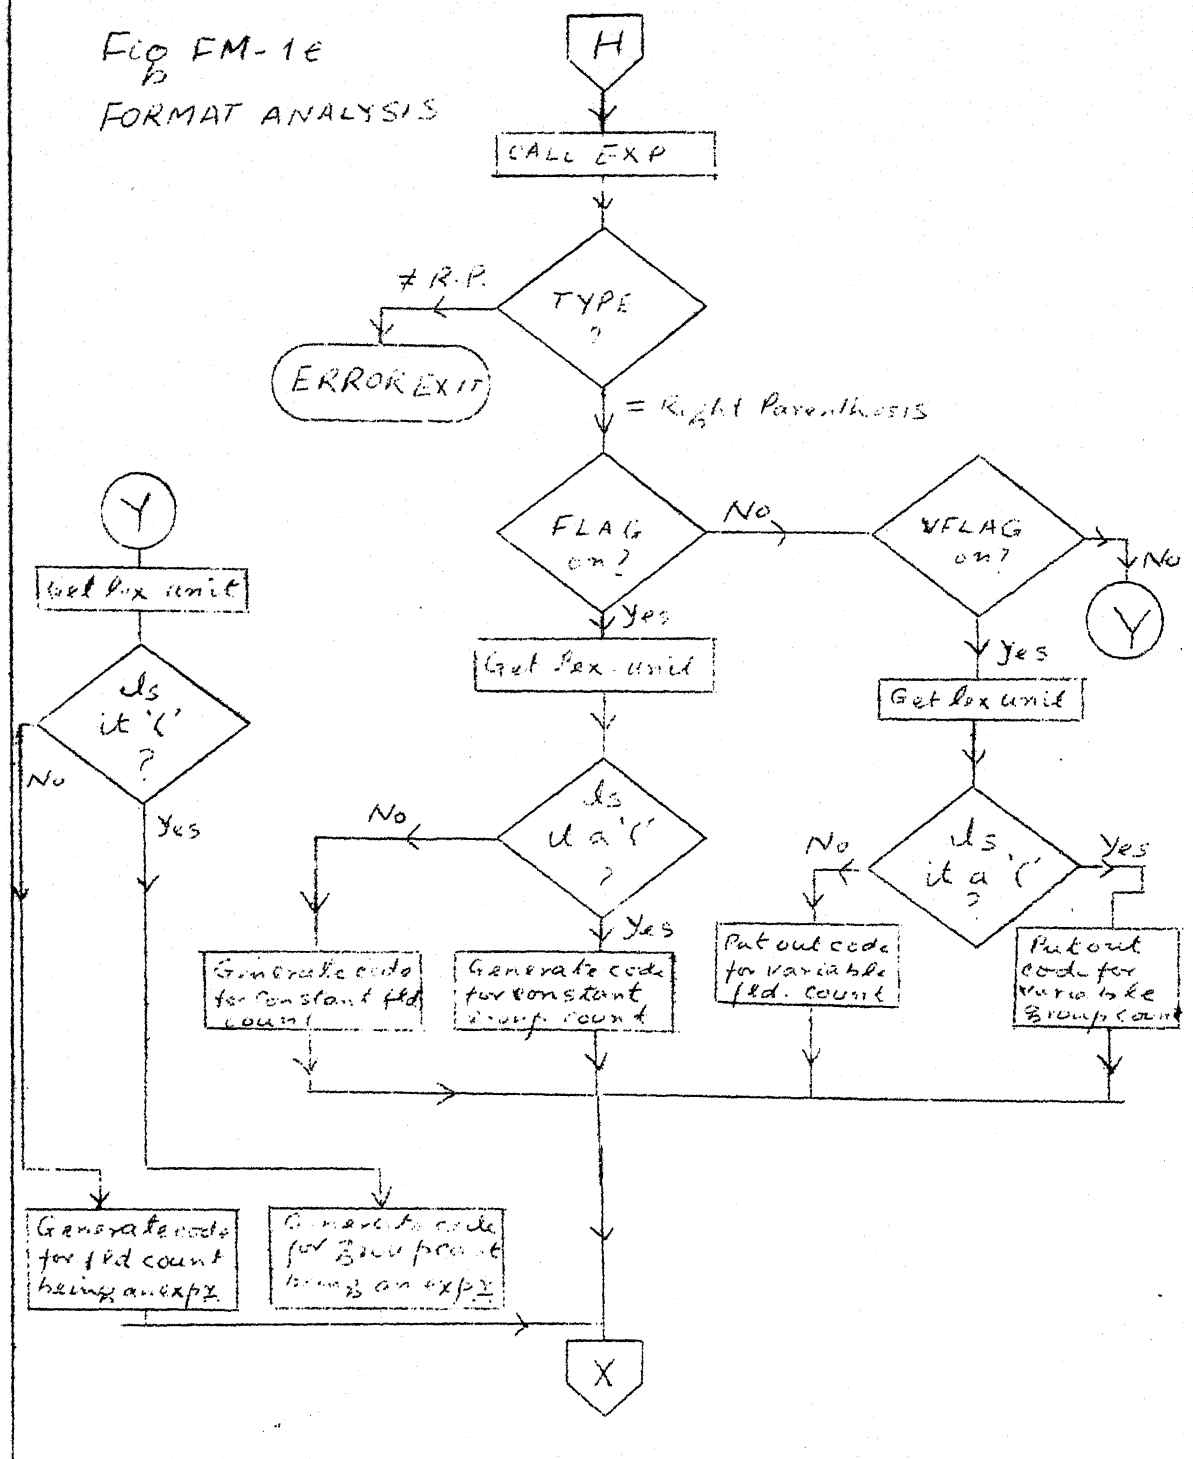 Fig FM-1E
FORMAT ANALYSIS
H
CALL EXP
TYPE
?
≠ R.P.
ERROR EXIT
= Right Parenthosis
FLAG
on?
No
VFLAG
on?
No
Y
Yes
Get lex unit
Yes
Get lex unit
Y
Get lex unit
Is
it '('
?
No
Yes
Is
it a '('
?
No
Yes
Is
it a '('
?
No
Yes
Generate code
for constant fld
count
Generate code
for constant
group count
Put out code
for variable
fld. count
Put out
code for
variable
group count
Generate code
for fld count
being an expr
Generate code
for group count
being an expr
X